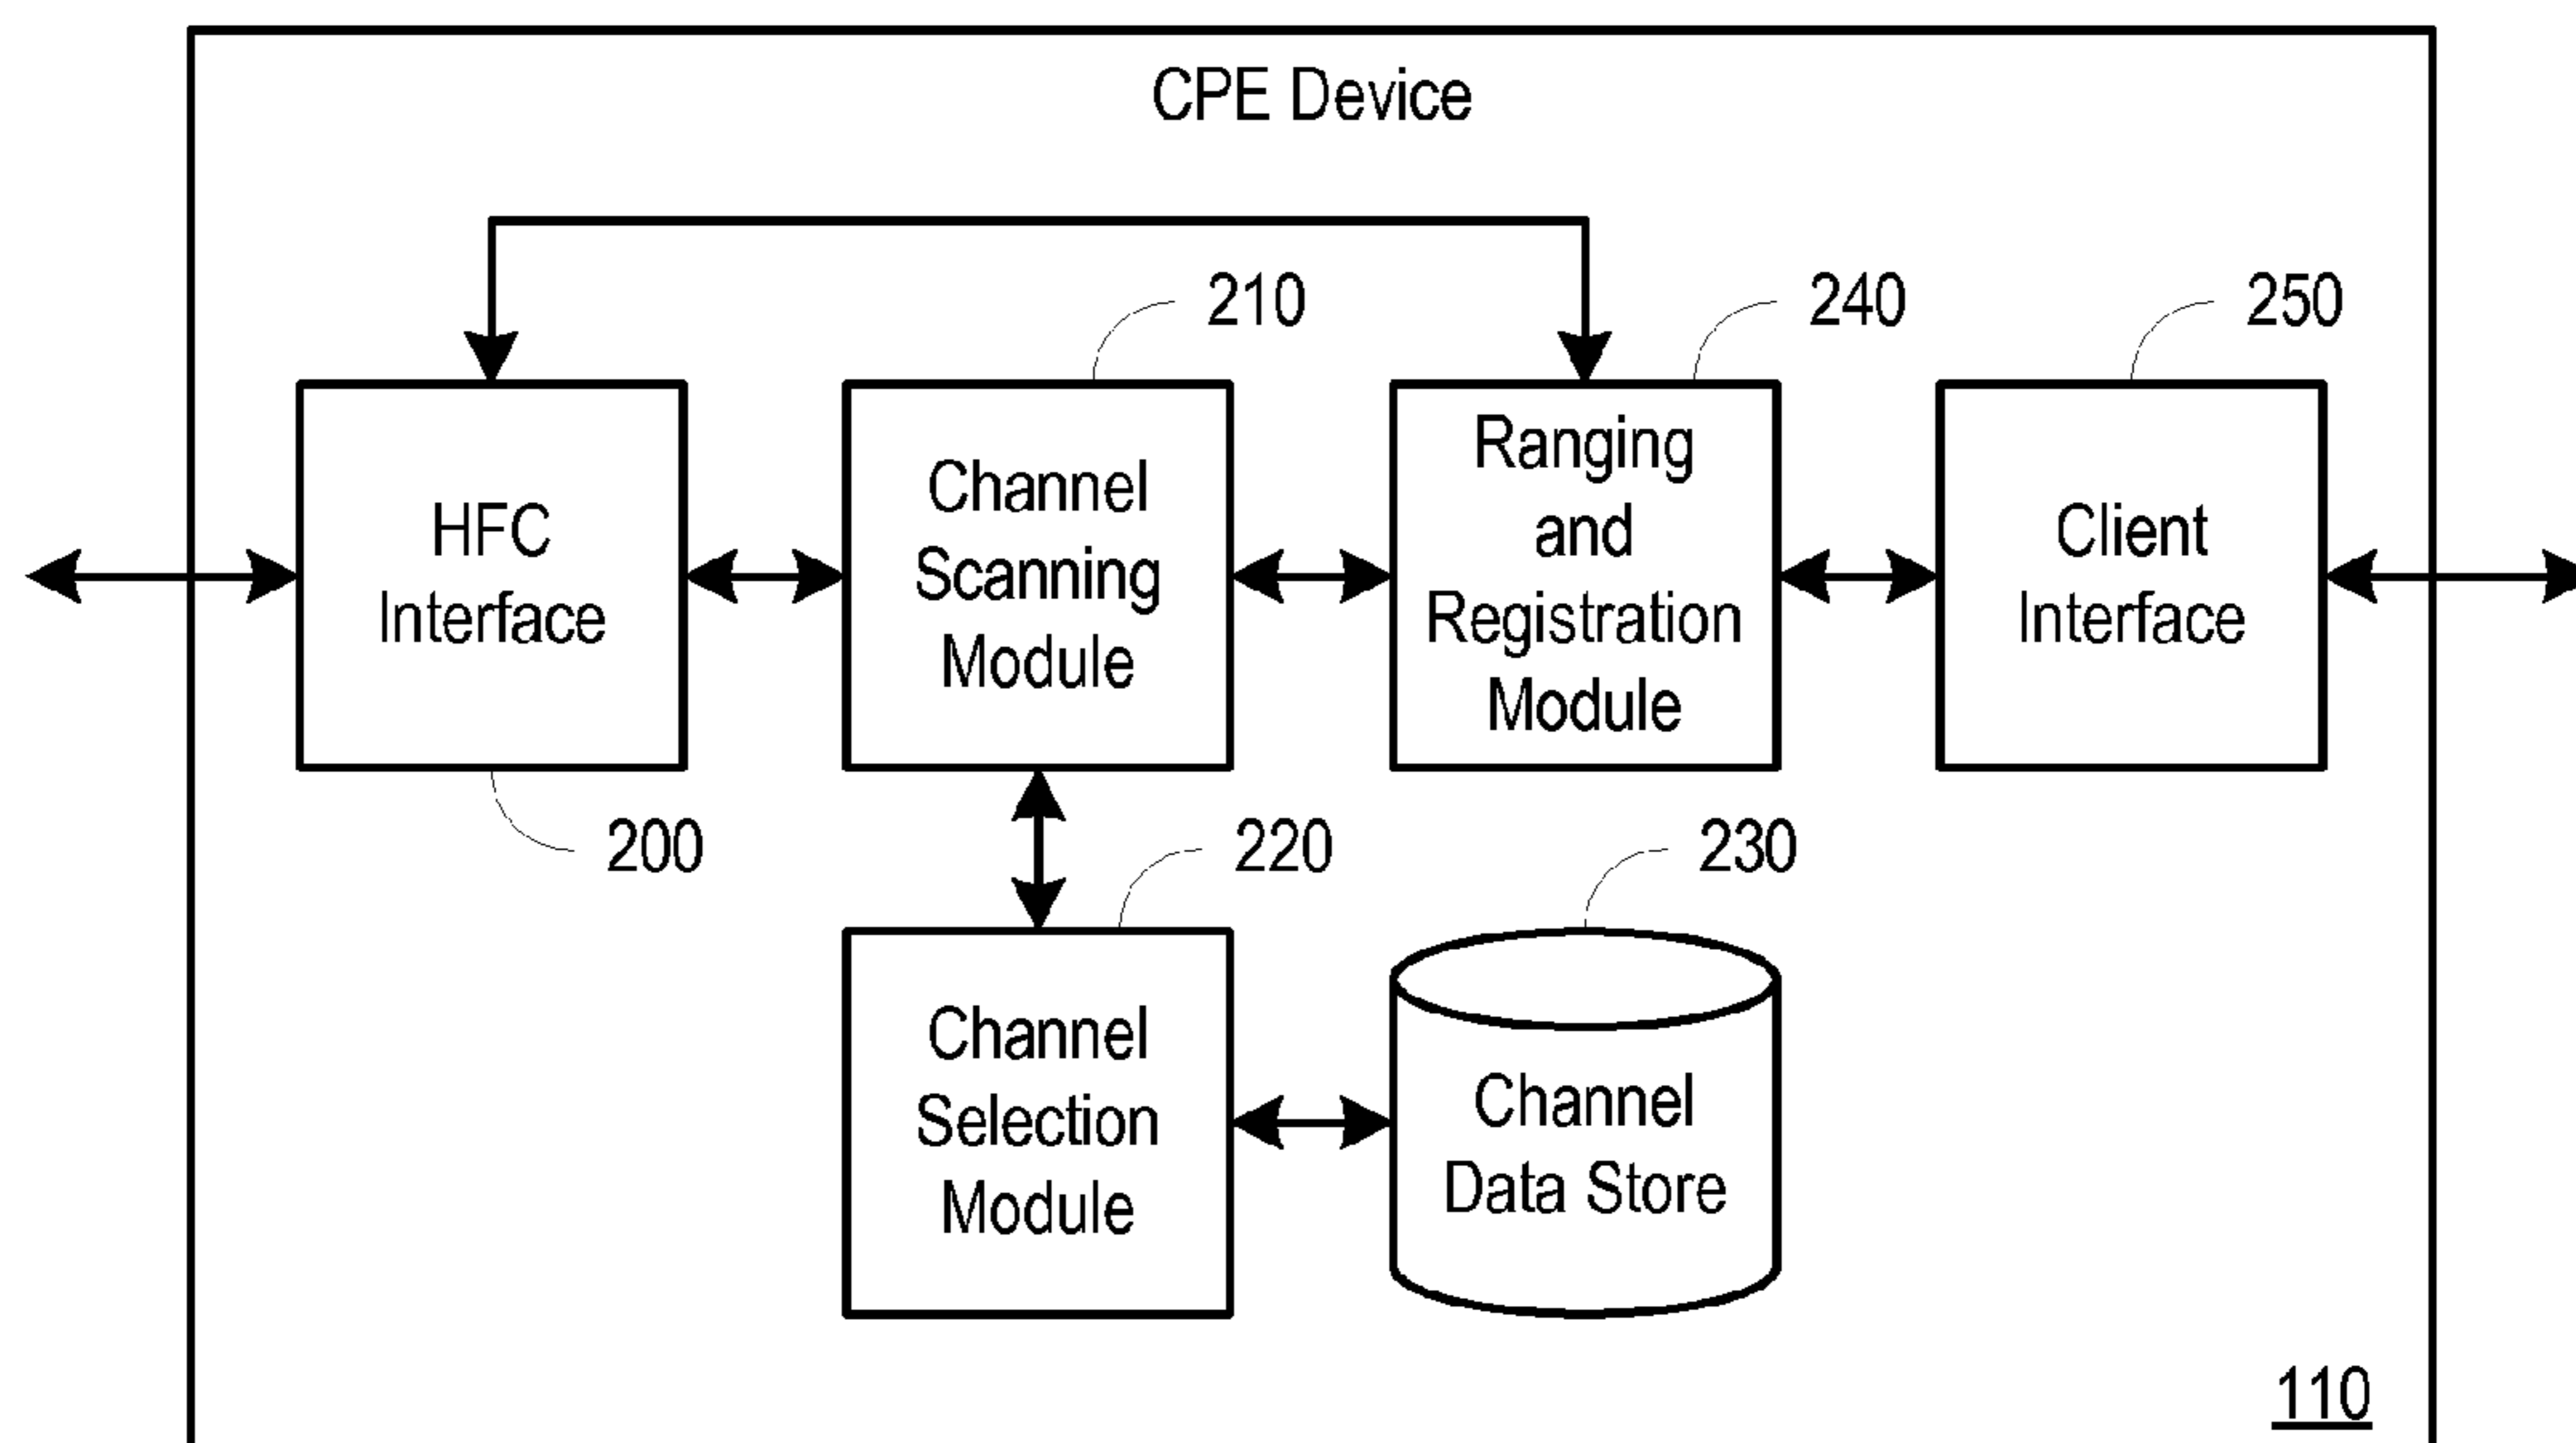 CPE Device
210
240
250
HFC
Interface
Channel
Scanning
Module
Ranging
and
Registration
Module
Client
Interface
200
220
230
Channel
Selection
Module
Channel
Data Store
110